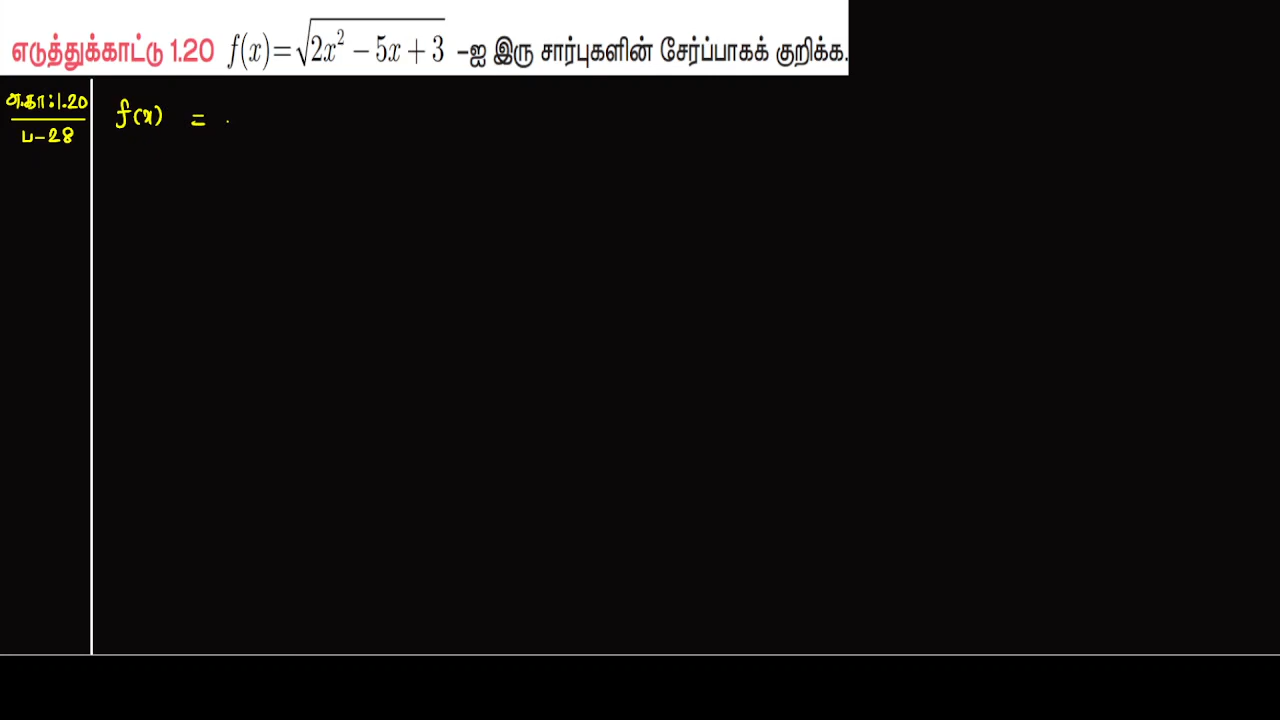 எடுத்துக்காட்டு 1.20 f(x)=√2x² − 5x + 3 –ஐ இரு சார்புகளின் சேர்ப்பாகக் குறிக்க.
எ.கா:1.20
ப-28
f(x) =